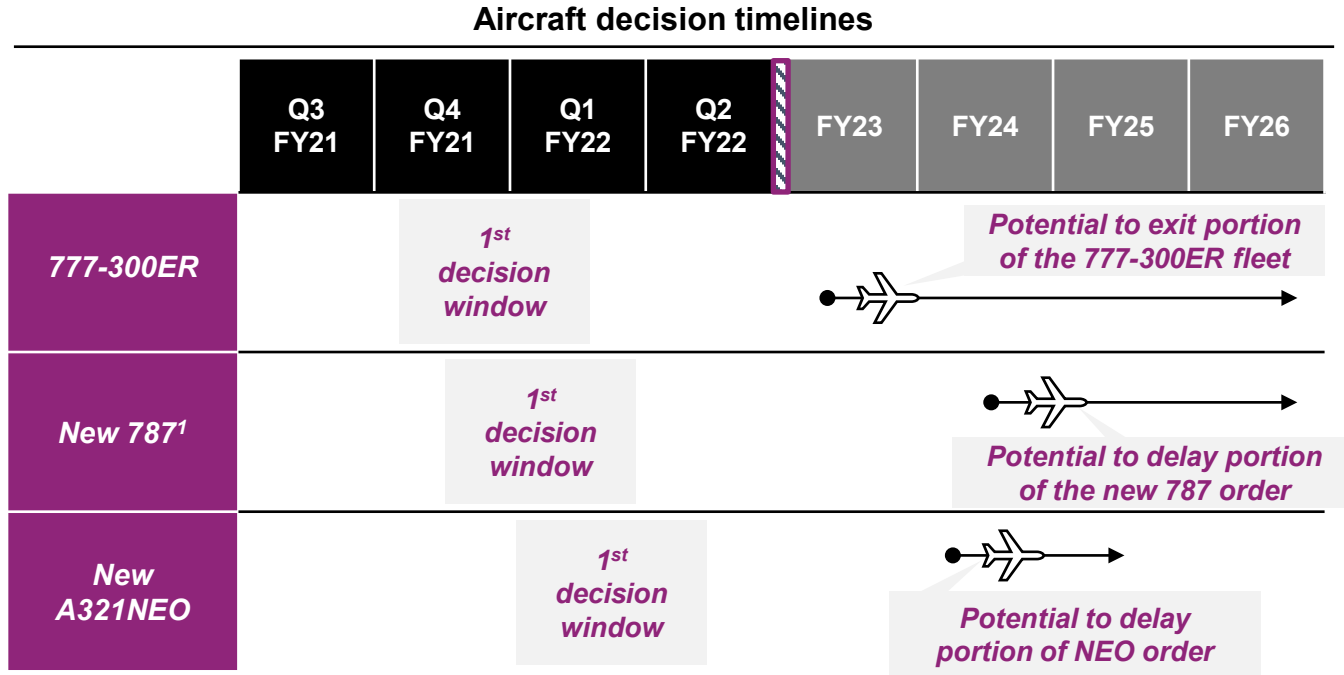 Aircraft decision timelines
Q3
FY21
Q4
FY21
Q1
FY22
Q2
FY22
FY23
FY24
FY25
FY26
777-300ER
1st
decision
window
Potential to exit portion
of the 777-300ER fleet
New 7871
1st
decision
window
Potential to delay portion
of the new 787 order
New
A321NEO
1st
decision
window
Potential to delay
portion of NEO order